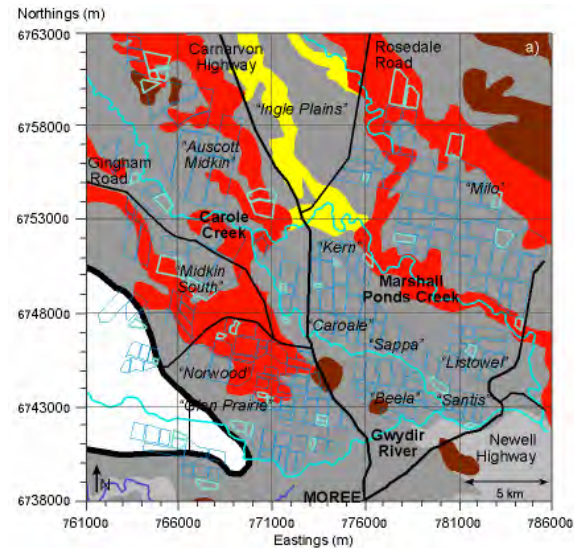 Northings (m)
6763000
Carnarvon
Highway
Rosedale
Road
a)
"Ingle Plains"
6758000
"Auscott
Midkin"
Gingham
Road
"Milo"
6753000
Carole
Creek
"Kern"
"Midkin
South"
Marshall
Ponds Creek
6748000
"Caroale"
"Sappa"
"Listowel"
"Norwood"
"Glan Prairie"
"Beela"
"Santis"
6743000
Gwydir
River
Newell
Highway
N
MOREE
5 km
6738000
761000
766000
771000
776000
781000
786000
Eastings (m)